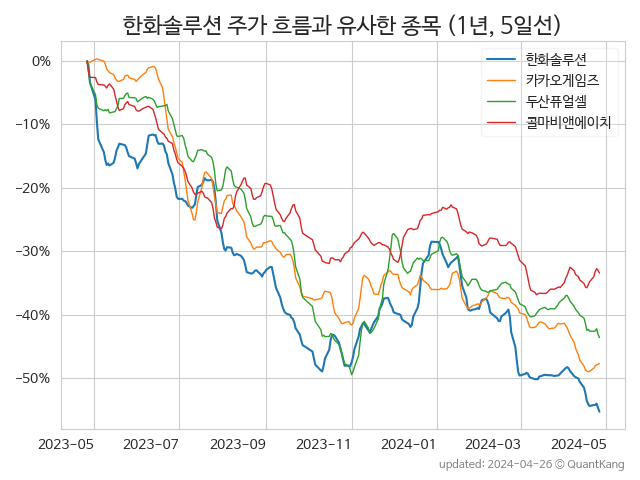 한화솔루션 주가 흐름과 유사한 종목 (1년, 5일선)
한화솔루션
카카오게임즈
두산퓨얼셀
콜마비앤에이치
0%
−10%
−20%
−30%
−40%
−50%
2023-05 2023-07 2023-09 2023-11 2024-01 2024-03 2024-05
updated: 2024-04-26 © QuantKang